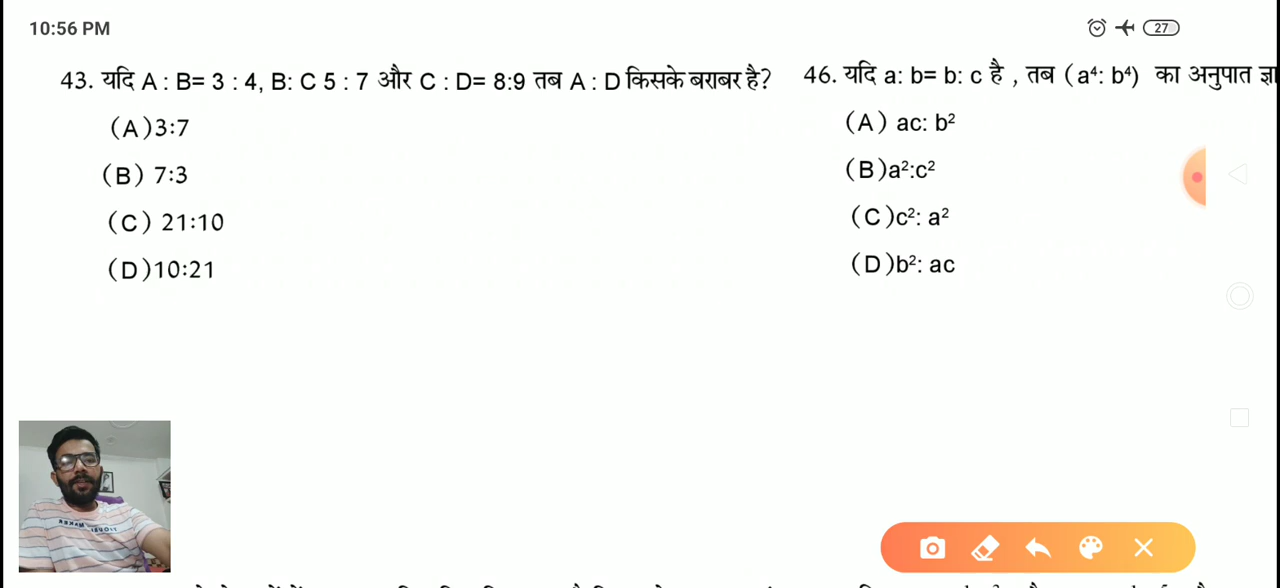 10:56 PM
27
43. यदि A : B= 3 : 4, B: C 5 : 7 और C : D= 8:9 तब A : D किसके बराबर है?
(A)3:7
(B) 7:3
(C) 21:10
(D)10:21
46. यदि a: b= b: c है , तब (a⁴: b⁴) का अनुपात
(A) ac: b²
(B)a²:c²
(C)c²: a²
(D)b²: ac